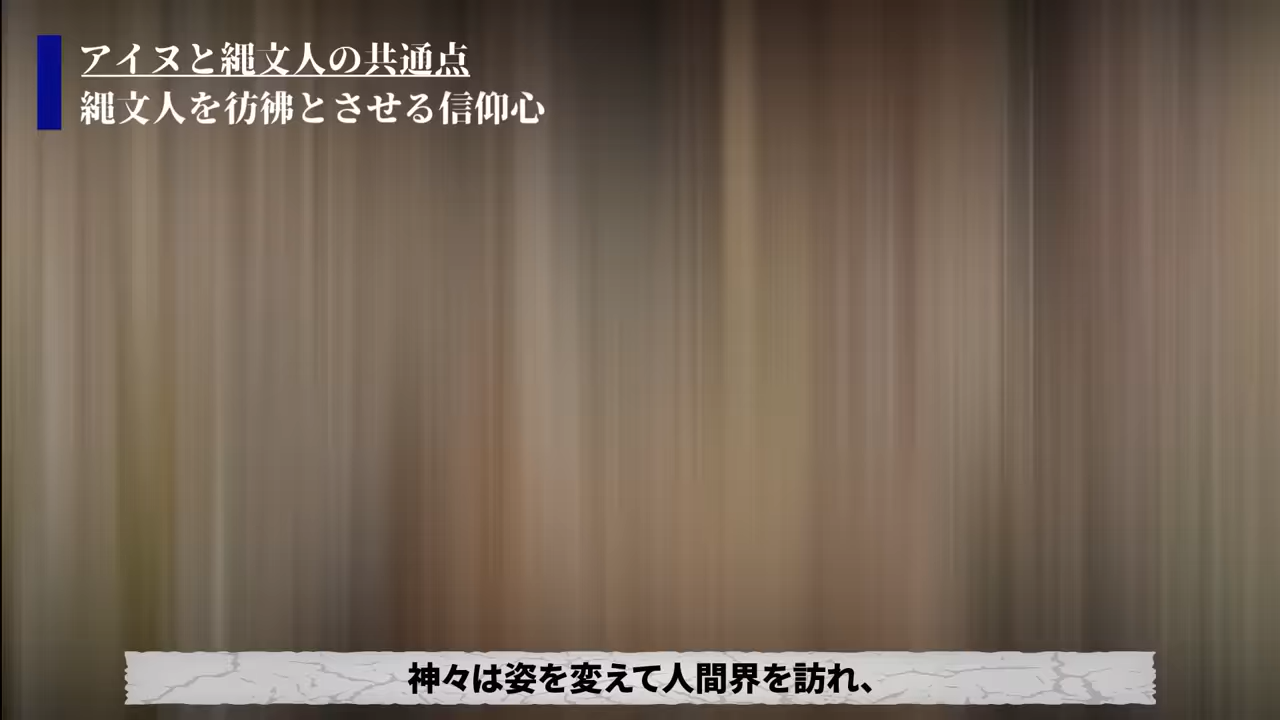 アイヌと縄文人の共通点
縄文人を彷彿とさせる信仰心
神々は姿を変えて人間界を訪れ、